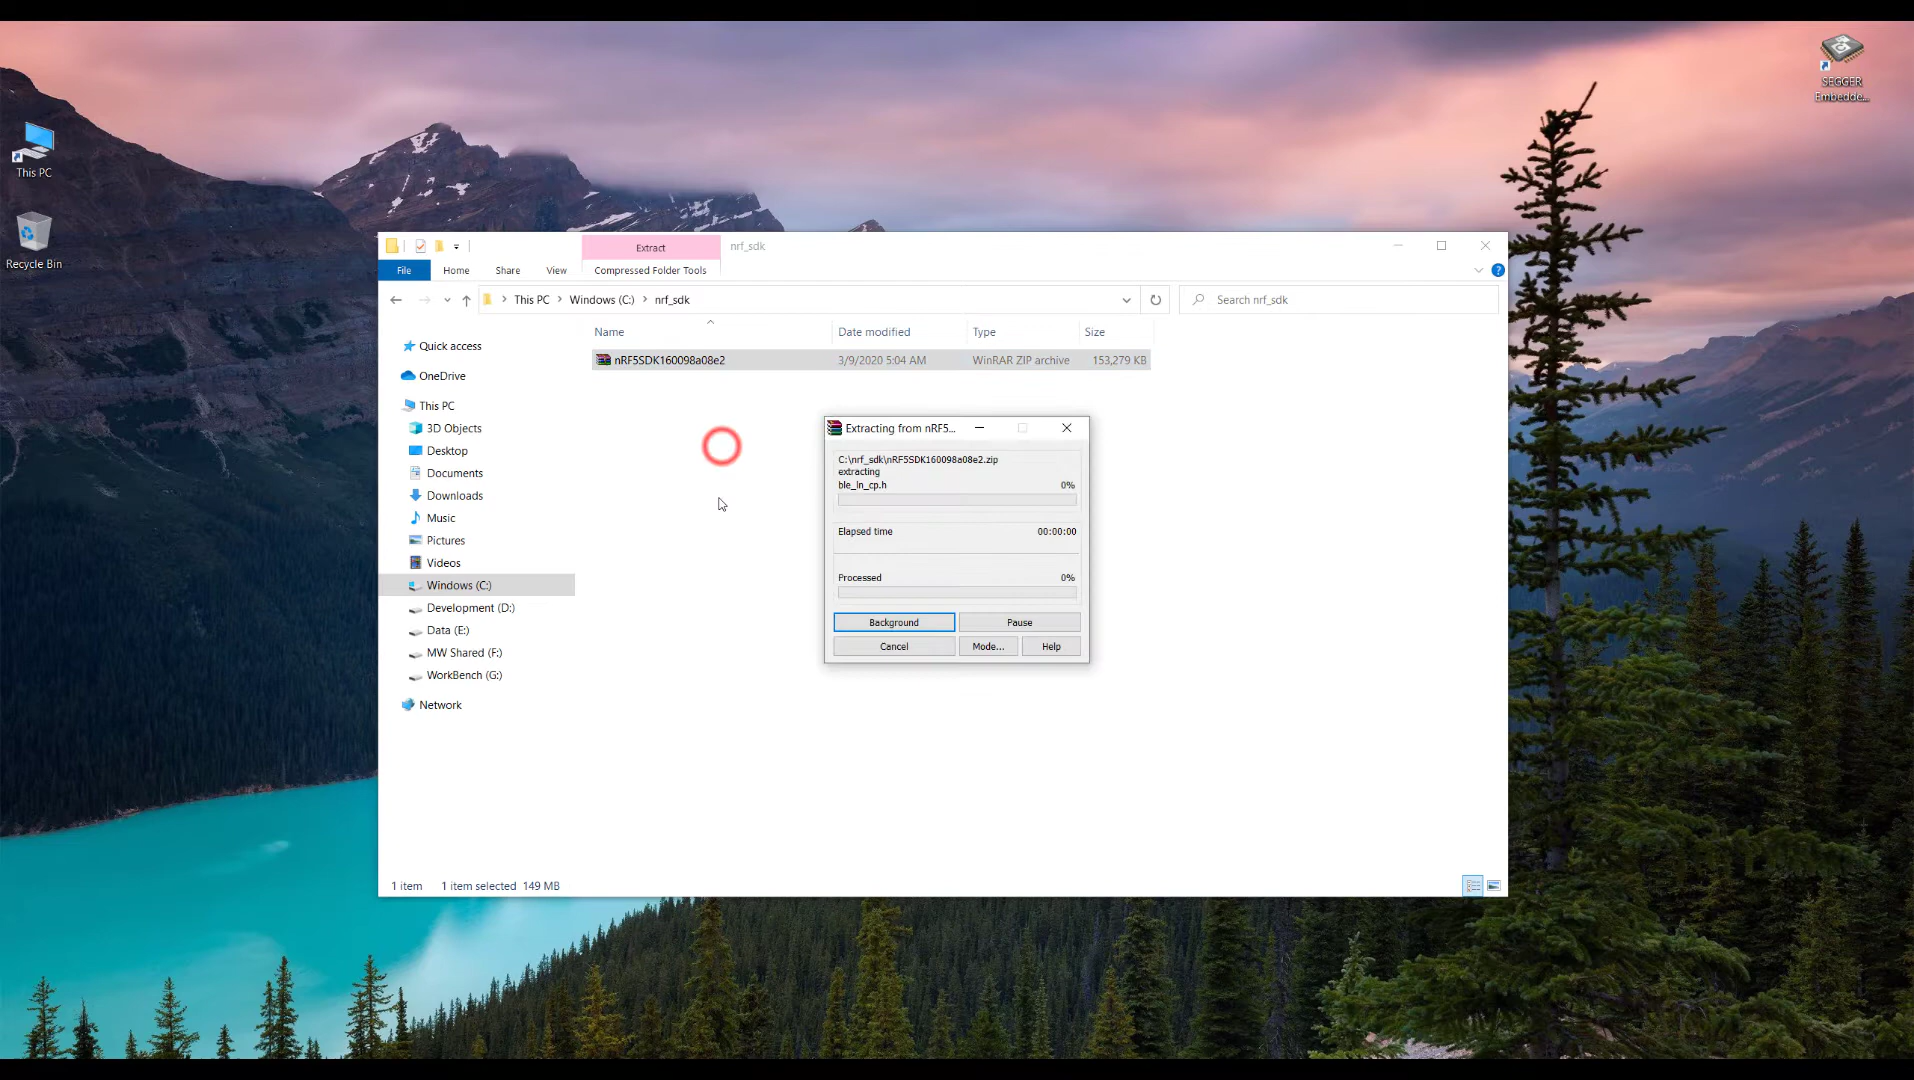 SEGGER
Embedde...
This PC
Recycle Bin
Extract
nrf_sdk
File
Home
Share
View
Compressed Folder Tools
This PC > Windows (C:) > nrf_sdk
Search nrf_sdk
Name
Date modified
Type
Size
nRF5SDK160098a08e2
3/9/2020 5:04 AM
WinRAR ZIP archive
153,279 KB
Quick access
OneDrive
This PC
3D Objects
Desktop
Documents
Downloads
Music
Pictures
Videos
Windows (C:)
Development (D:)
Data (E:)
MW Shared (F:)
WorkBench (G:)
Network
Extracting from nRF5...
C:\nrf_sdk\nRF5SDK160098a08e2.zip
extracting
ble_ln_cp.h
0%
Elapsed time
00:00:00
Processed
0%
Background
Pause
Cancel
Mode...
Help
1 item
1 item selected 149 MB